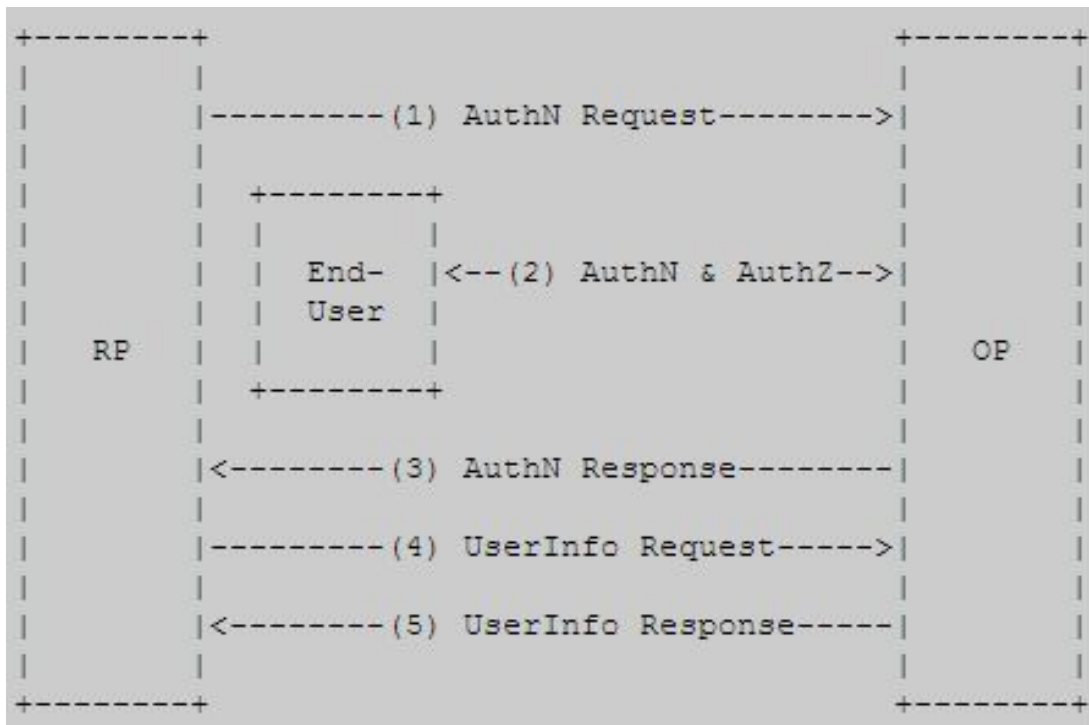 +--------+                                   +--------+
|        |                                   |        |
|        |---------(1) AuthN Request-------->|        |
|        |                                   |        |
|        |  +--------+                       |        |
|        |  |        |                       |        |
|        |  |  End-  |<--(2) AuthN & AuthZ-->|        |
|        |  |  User  |                       |        |
|   RP   |  |        |                       |   OP   |
|        |  +--------+                       |        |
|        |                                   |        |
|        |<--------(3) AuthN Response--------|        |
|        |                                   |        |
|        |---------(4) UserInfo Request----->|        |
|        |                                   |        |
|        |<--------(5) UserInfo Response-----|        |
|        |                                   |        |
+--------+                                   +--------+